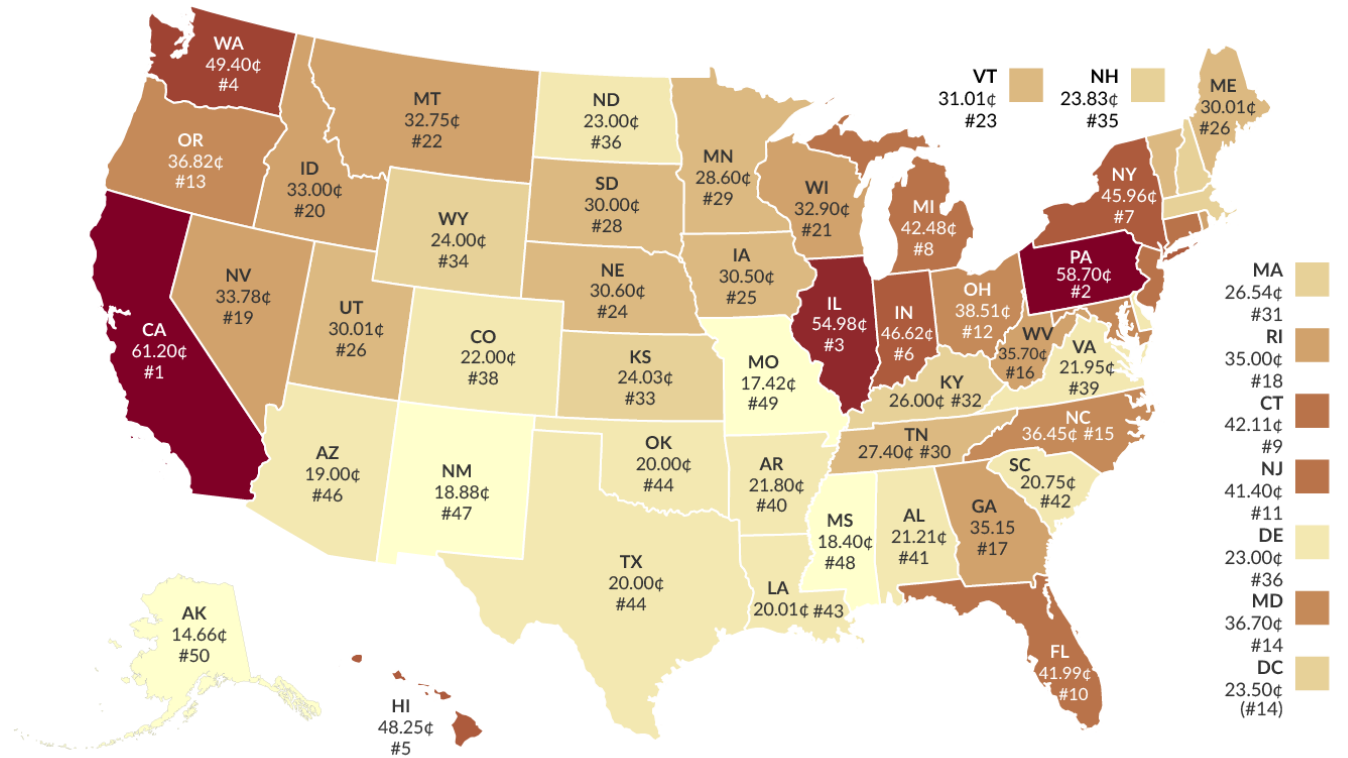 WA
49.40¢
#4
MT
32.75¢
#22
ND
23.00¢
#36
VT
31.01¢
#23
NH
23.83¢
#35
ME
30.01¢
#26
OR
36.82¢
#13
ID
33.00¢
#20
MN
28.60¢
#29
SD
30.00¢
#28
WI
32.90¢
#21
MI
42.48¢
#8
NY
45.96¢
#7
WY
24.00¢
#34
NV
33.78¢
#19
UT
30.01¢
#26
NE
30.60¢
#24
IA
30.50¢
#25
PA
58.70¢
#2
CA
61.20¢
#1
CO
22.00¢
#38
KS
24.03¢
#33
MO
17.42¢
#49
IL
54.98¢
#3
IN
46.62¢
#6
OH
38.51¢
#12
WV
35.70¢
#16
VA
21.95¢
#39
KY
26.00¢ #32
MA
26.54¢
#31
RI
35.00¢
#18
CT
42.11¢
#9
NJ
41.40¢
#11
DE
23.00¢
#36
MD
36.70¢
#14
DC
23.50¢
(#14)
AZ
19.00¢
#46
NM
18.88¢
#47
OK
20.00¢
#44
AR
21.80¢
#40
TN
27.40¢ #30
NC
36.45¢ #15
SC
20.75¢
#42
MS
18.40¢
#48
AL
21.21¢
#41
GA
35.15
#17
TX
20.00¢
#44
LA
20.01¢ #43
FL
41.99¢
#10
AK
14.66¢
#50
HI
48.25¢
#5